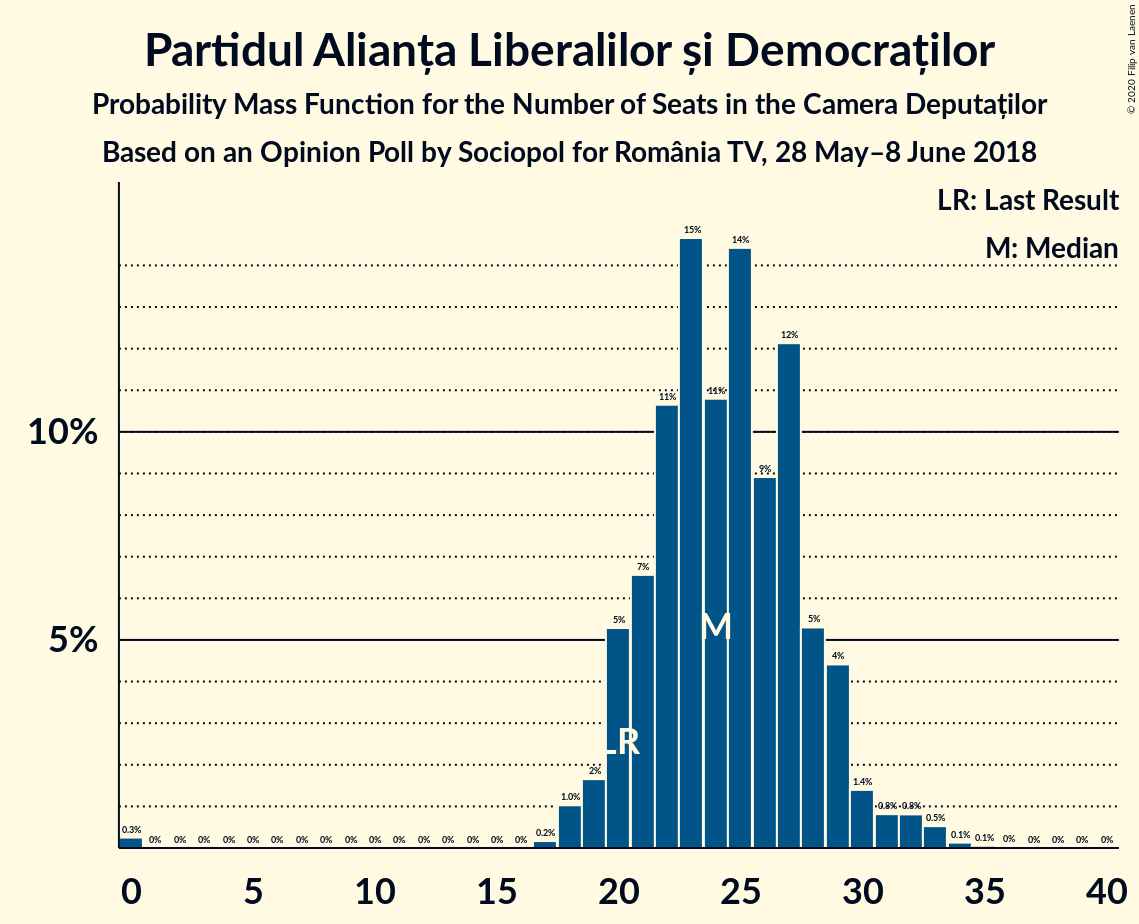 Partidul Alianța Liberalilor și Democraților
Probability Mass Function for the Number of Seats in the Camera Deputaților
Based on an Opinion Poll by Sociopol for România TV, 28 May–8 June 2018
© 2020 Filip van Laenen
LR: Last Result
M: Median
10%
5%
0.3% 0% 0% 0% 0% 0% 0% 0% 0% 0% 0% 0% 0% 0% 0% 0% 0% 0.2% 1.0% 2% 5% 7% 11% 15% 11% 14% 9% 12% 5% 4% 1.4% 0.8% 0.8% 0.5% 0.1% 0.1% 0% 0% 0% 0% 0%
M
LR
0 5 10 15 20 25 30 35 40